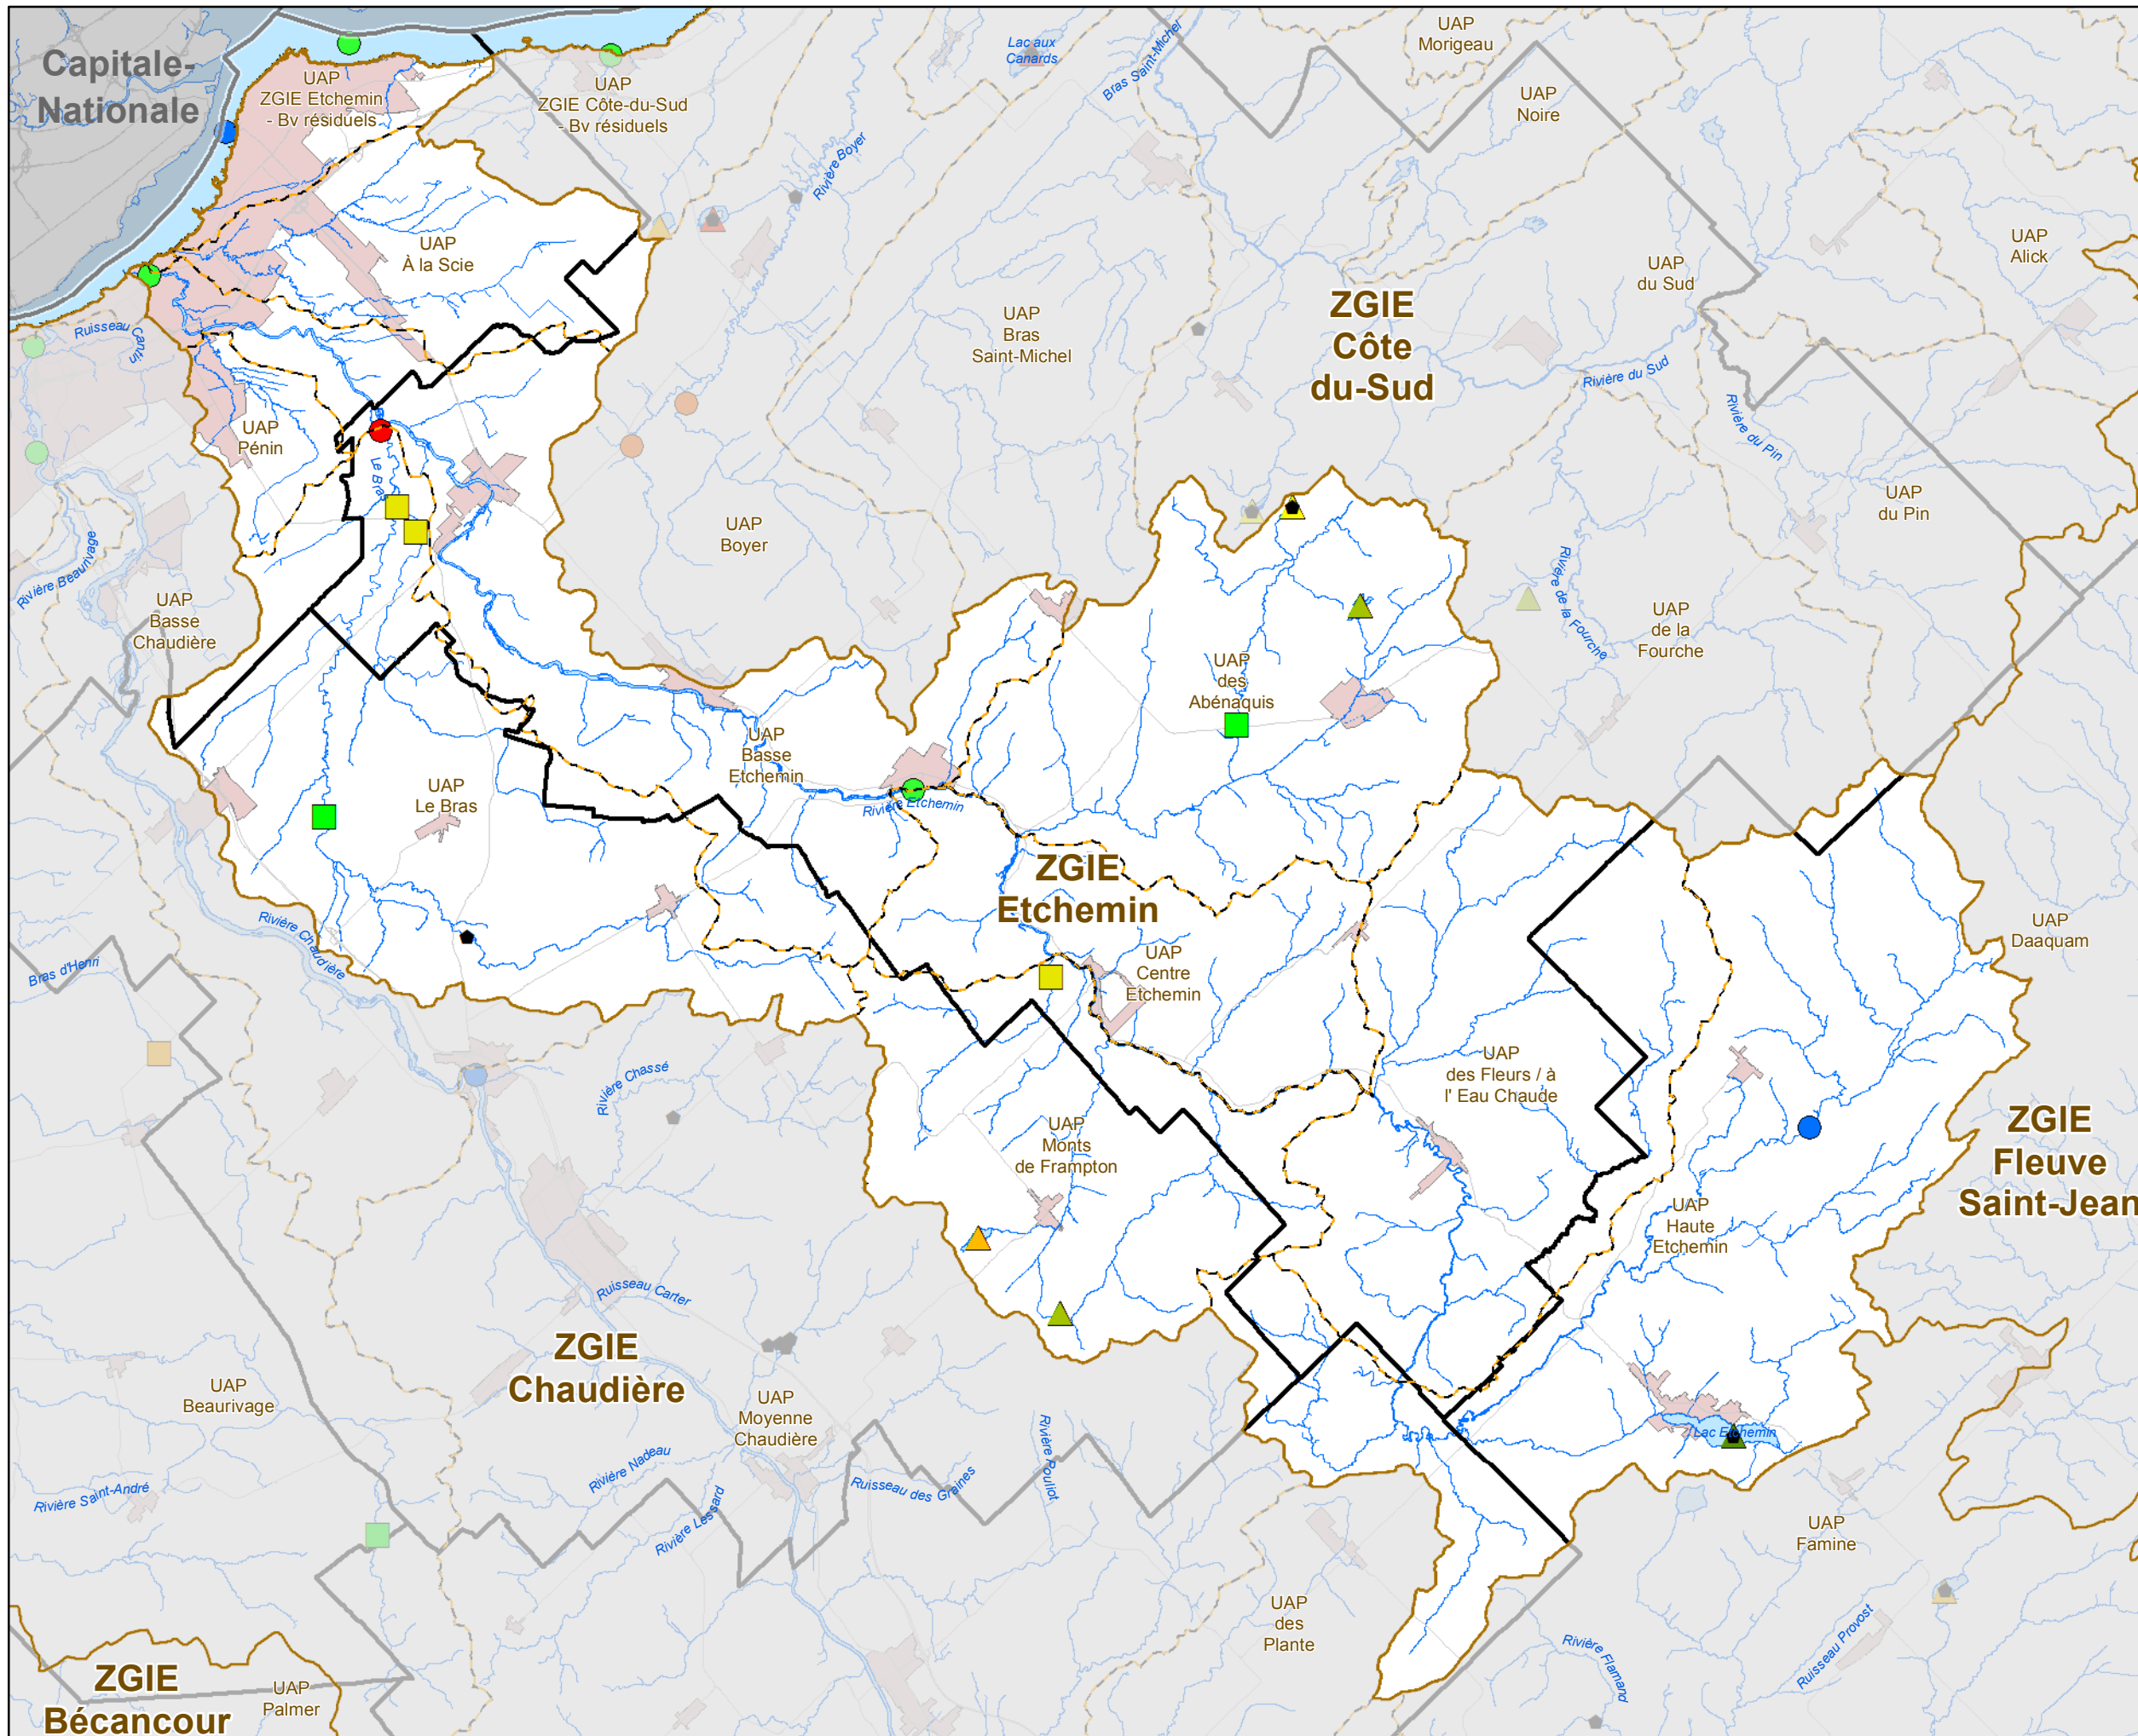 Capitale-
Nationale
UAP
ZGIE Etchemin
- Bv résiduels
UAP
ZGIE Côte-du-Sud
- Bv résiduels
Lac aux
Canards
Bras Saint-Michel
UAP
Morigeau
UAP
Noire
Rivière Boyer
UAP
À la Scie
UAP
Alick
UAP
du Sud
ZGIE
Côte
du-Sud
Ruisseau Cantin
UAP
Bras
Saint-Michel
Rivière du Sud
Rivière du Pin
UAP
Pénin
Le Bras
UAP
Boyer
UAP
du Pin
Rivière Beaurivage
Rivière de la Fourche
UAP
Basse
Chaudière
UAP
de la
Fourche
UAP
des
Abénaquis
UAP
Basse
Etchemin
UAP
Le Bras
Rivière Etchemin
ZGIE
Etchemin
Rivière Chaudière
UAP
Daaquam
Bras d'Henri
UAP
Centre
Etchemin
UAP
des Fleurs / à
l' Eau Chaude
Rivière Chassé
UAP
Monts
de Frampton
ZGIE
Fleuve
Saint-Jean
UAP
Haute
Etchemin
Ruisseau Carter
ZGIE
Chaudière
UAP
Beaurivage
UAP
Moyenne
Chaudière
Lac Etchemin
Rivière Nadeau
Ruisseau des Graines
Rivière Pouliot
Rivière Saint-André
Rivière Lessard
UAP
Famine
UAP
des
Plante
Rivière Flamand
Ruisseau Provost
ZGIE
Bécancour
UAP
Palmer